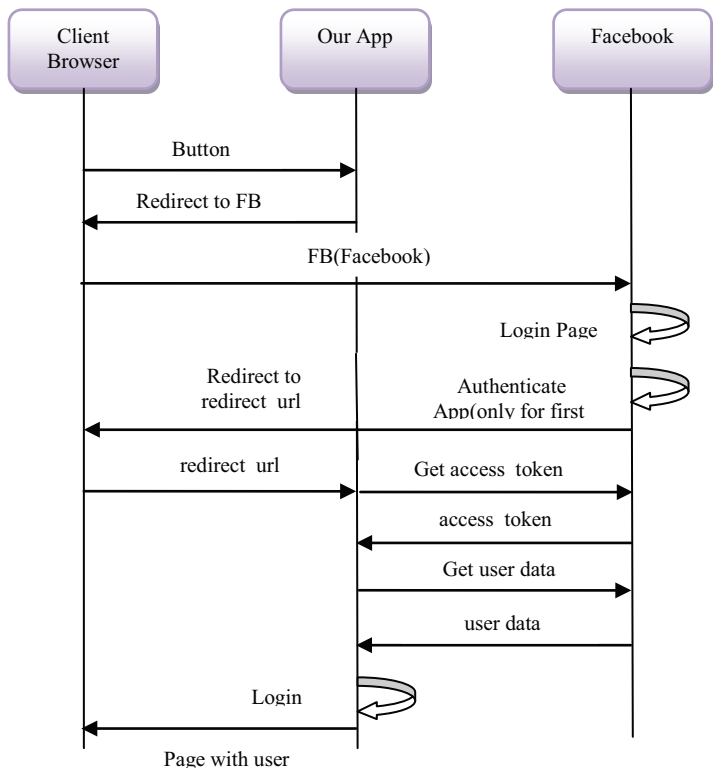 Client
Browser
Our App
Facebook
Button
Redirect to FB
FB(Facebook)
Login Page
Redirect to
redirect url
Authenticate
App(only for first
redirect url
Get access token
access token
Get user data
user data
Login
Page with user